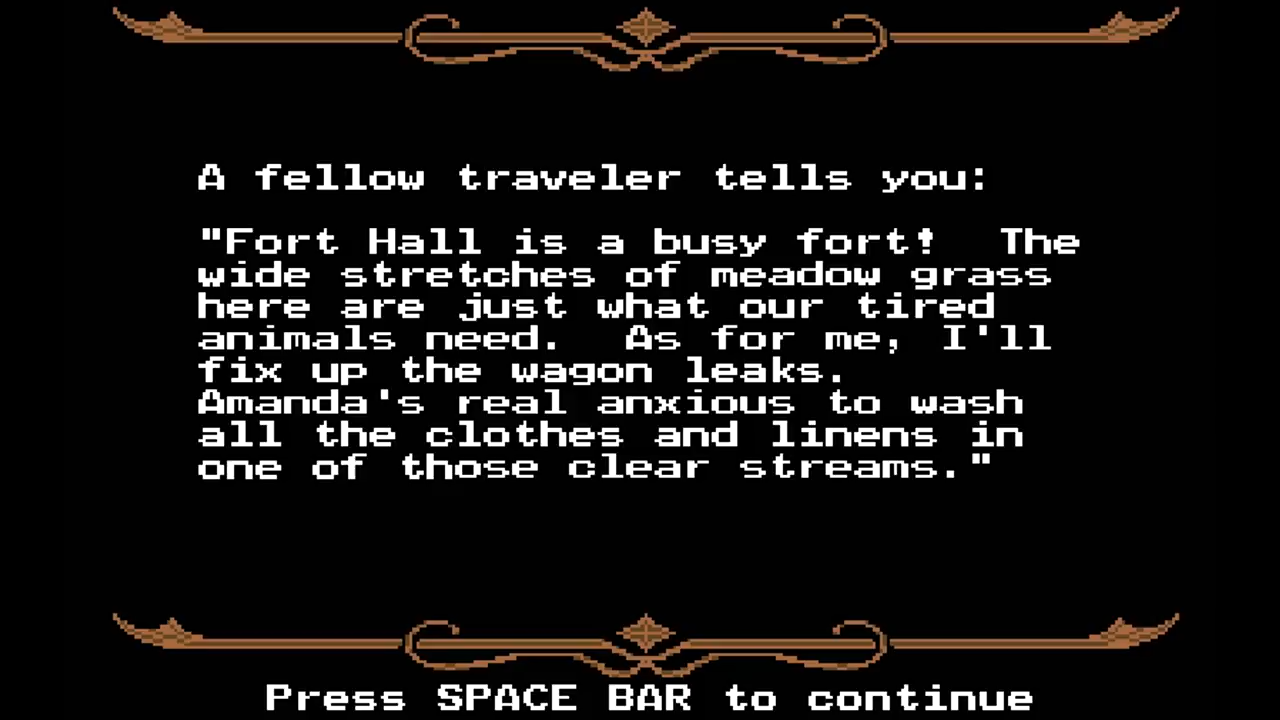 A fellow traveler tells you:
"Fort Hall is a busy fort!  The
wide stretches of meadow grass
here are just what our tired
animals need.  As for me, I'll
fix up the wagon leaks.
Amanda's real anxious to wash
all the clothes and linens in
one of those clear streams."
Press SPACE BAR to continue